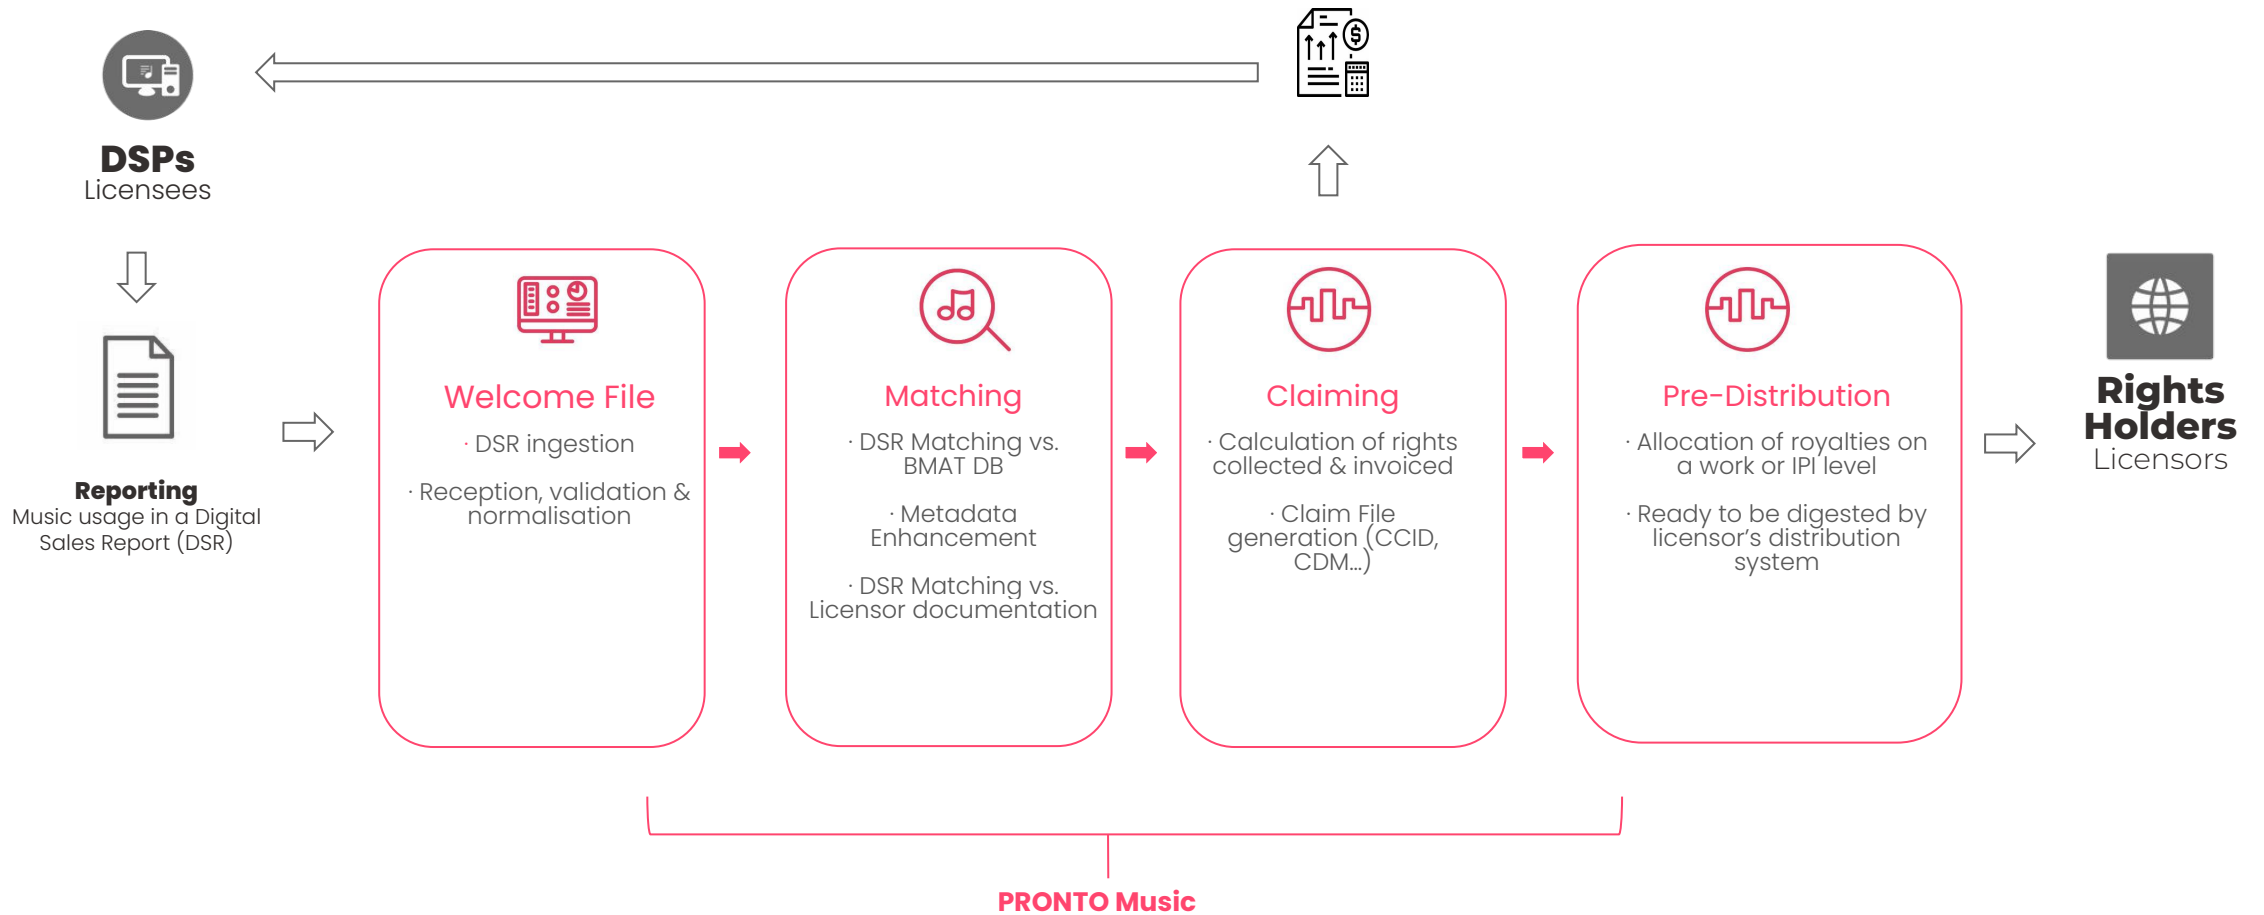 DSPs
Licensees
Reporting
Music usage in a Digital
Sales Report (DSR)
Welcome File
· DSR ingestion
· Reception, validation &
normalisation
Matching
· DSR Matching vs.
BMAT DB
· Metadata
Enhancement
· DSR Matching vs.
Licensor documentation
Claiming
· Calculation of rights
collected & invoiced
· Claim File
generation (CCID,
CDM...)
Pre-Distribution
· Allocation of royalties on
a work or IPI level
· Ready to be digested by
licensor’s distribution
system
Rights
Holders
Licensors
PRONTO Music